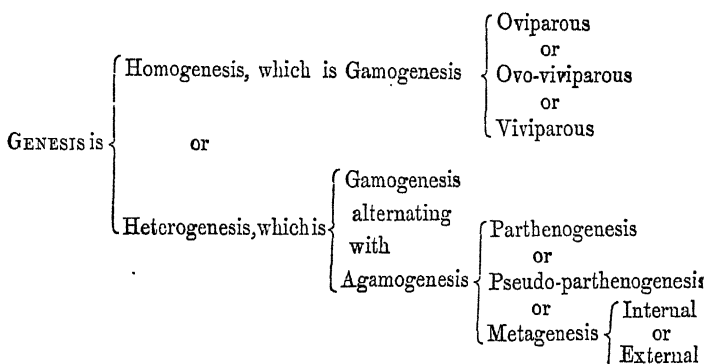 Oviparous
or
Homogenesis, which is Gamogenesis Ovo-viviparous
or
Viviparous
GENESIS is or
Gamogenesis
alternating
Heterogenesis, which is with Parthenogenesis
or
Agamogenesis Pseudo-parthenogenesis
or Internal
Metagenesis or
External